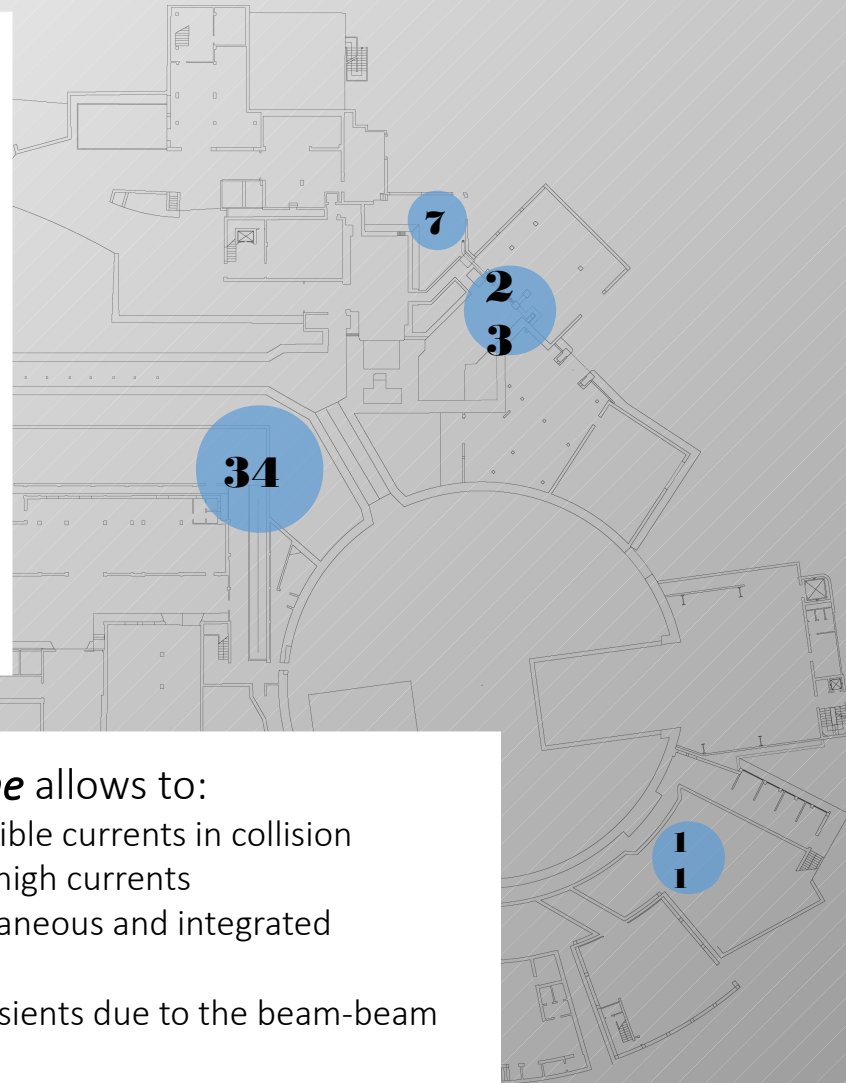 7
2
3
34
e allows to:
ible currents in collision
high currents
aneous and integrated
sients due to the beam-beam
1
1